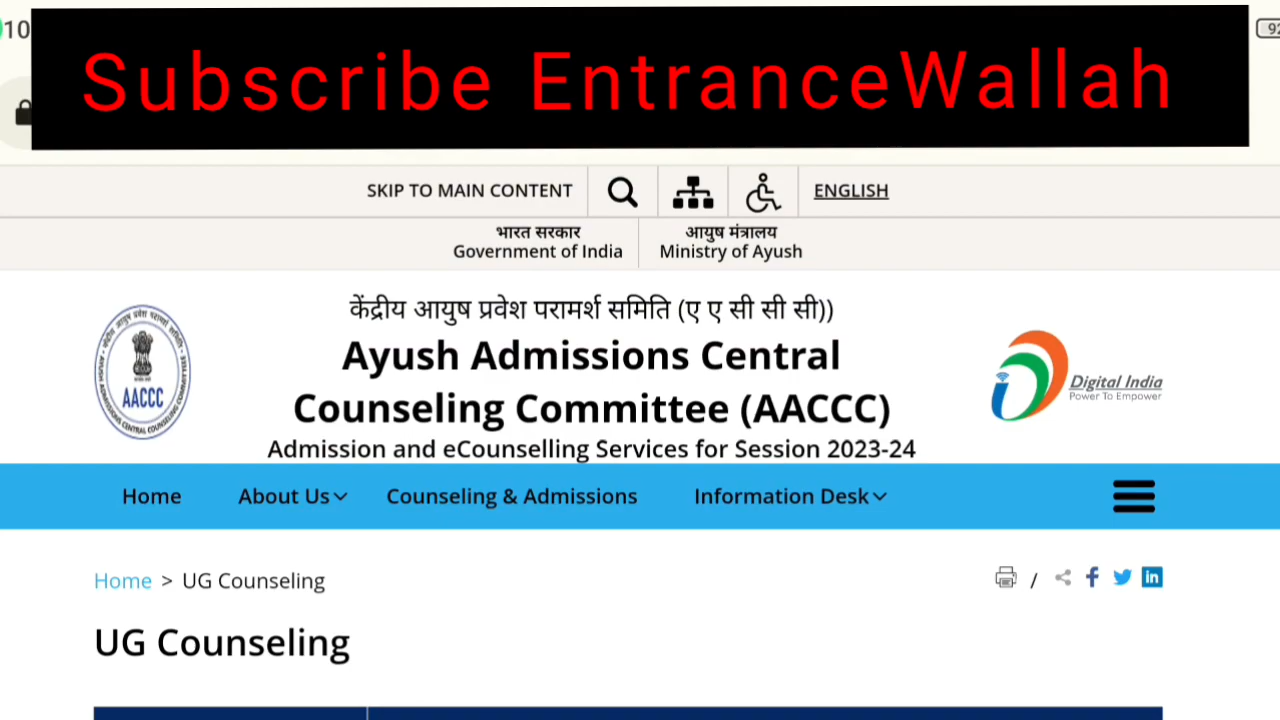 10
92
Subscribe EntranceWallah
SKIP TO MAIN CONTENT
ENGLISH
भारत सरकार
Government of India
आयुष मंत्रालय
Ministry of Ayush
AACCC
केंद्रीय आयुष प्रवेश परामर्श समिति (ए ए सी सी सी))
Ayush Admissions Central
Counseling Committee (AACCC)
Admission and eCounselling Services for Session 2023-24
Digital India
Power To Empower
Home
About Us
Counseling & Admissions
Information Desk
Home > UG Counseling
/
UG Counseling